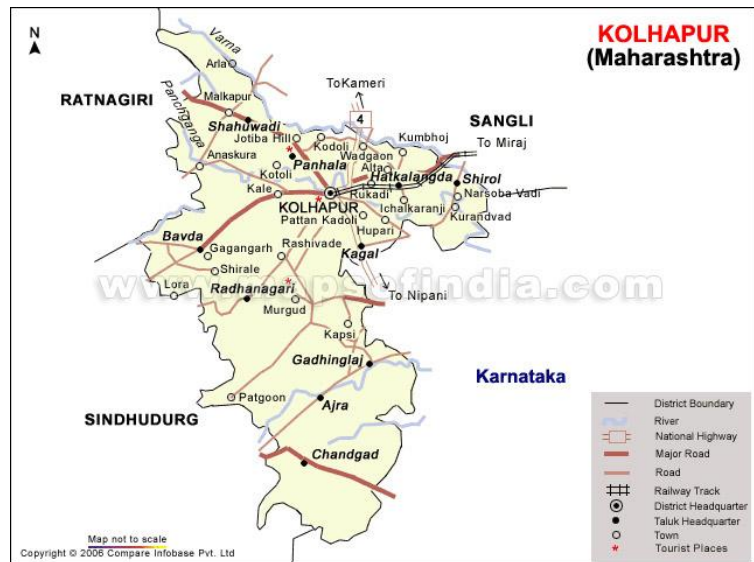 N
KOLHAPUR
(Maharashtra)
Varna
Arla
ToKameri
RATNAGIRI
Malkapur
Panchganga
4
SANGLI
Shahuwadi
Jotiba Hill
Kodoli
Wadgaon
Kumbhoj
To Miraj
Anaskura
Panhala
Alta
Kotoli
Hatkalangda
Shirol
Kale
Rukadi
Narsoba Vadi
KOLHAPUR
Ichalkaranji
Pattan Kadoli
Kurandvad
Hupari
Bavda
Gagangarh
Rashivade
Kagal
Shirale
www.mapsofindia.com
Lora
Radhanagari
To Nipani
Murgud
Kapsi
Gadhinglaj
Karnataka
Patgoon
Ajra
SINDHUDURG
Chandgad
District Boundary
River
National Highway
Major Road
Road
Railway Track
District Headquarter
Taluk Headquarter
Town
Tourist Places
Map not to scale
Copyright © 2006 Compare Infobase Pvt. Ltd